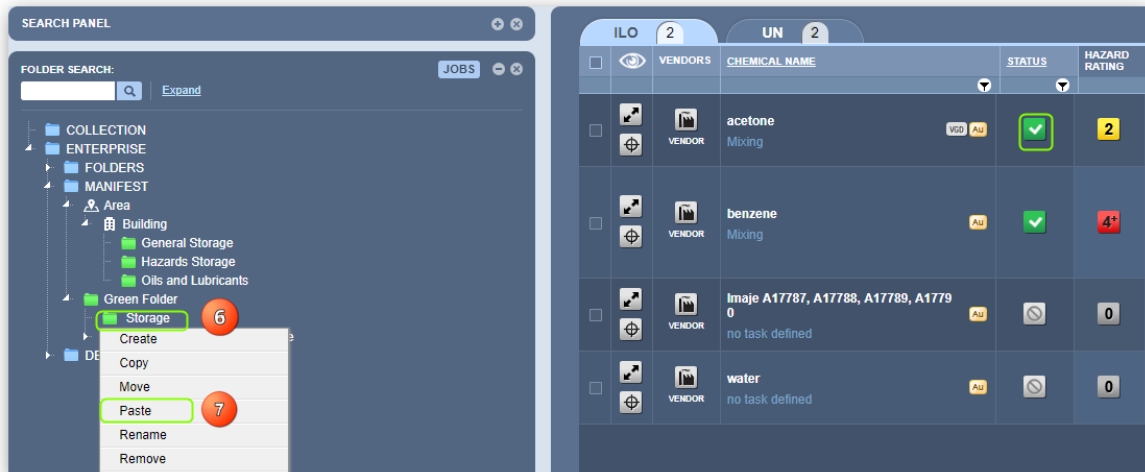 SEARCH PANEL
FOLDER SEARCH:
JOBS
Expand
COLLECTION
ENTERPRISE
FOLDERS
MANIFEST
Area
Building
General Storage
Hazards Storage
Oils and Lubricants
Green Folder
Storage
6
DE
Create
Copy
Move
Paste
7
Rename
Remove
ILO 2
UN 2
VENDORS
CHEMICAL NAME
STATUS
HAZARD
RATING
acetone
Mixing
VENDOR
VGD
Au
2
benzene
Mixing
VENDOR
Au
4+
Imaje A17787, A17788, A17789, A1779
0
no task defined
VENDOR
Au
0
water
no task defined
VENDOR
Au
0